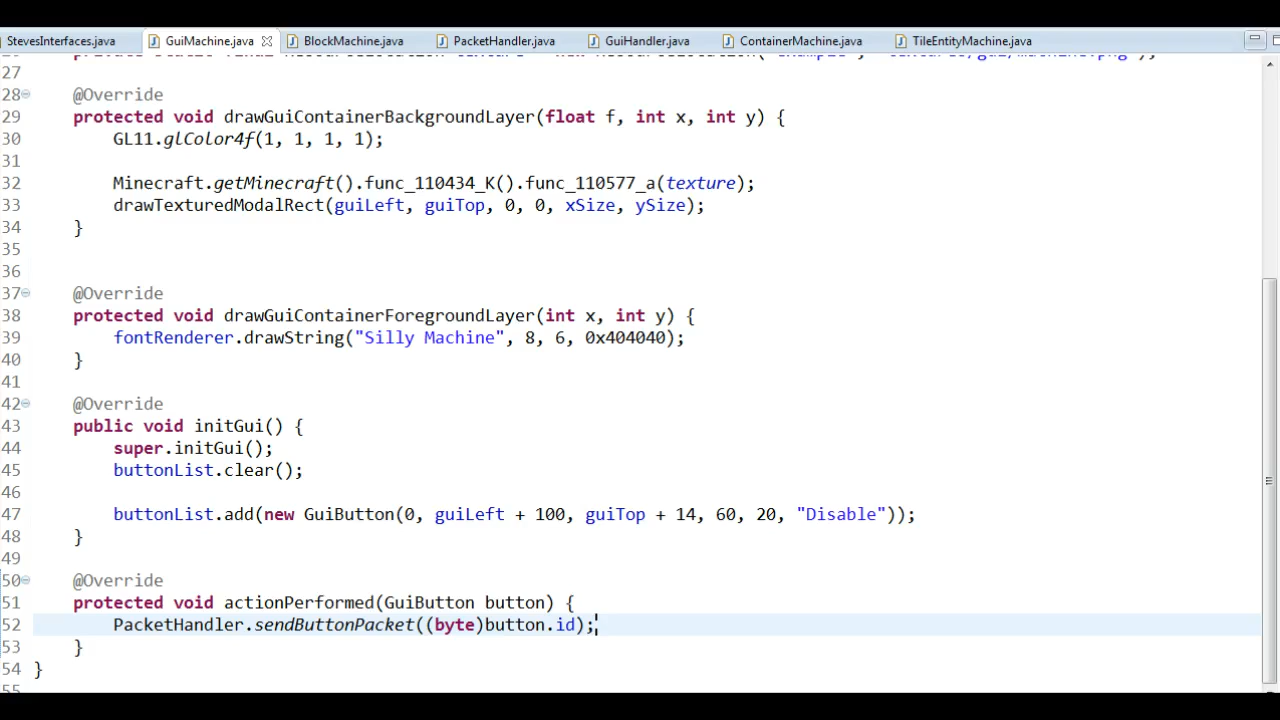 StevesInterfaces.java GuiMachine.java BlockMachine.java PacketHandler.java GuiHandler.java ContainerMachine.java TileEntityMachine.java
27
28 @Override
29 protected void drawGuiContainerBackgroundLayer(float f, int x, int y) {
30 GL11.glColor4f(1, 1, 1, 1);
31
32 Minecraft.getMinecraft().func_110434_K().func_110577_a(texture);
33 drawTexturedModalRect(guiLeft, guiTop, 0, 0, xSize, ySize);
34 }
35
36
37 @Override
38 protected void drawGuiContainerForegroundLayer(int x, int y) {
39 fontRenderer.drawString("Silly Machine", 8, 6, 0x404040);
40 }
41
42 @Override
43 public void initGui() {
44 super.initGui();
45 buttonList.clear();
46
47 buttonList.add(new GuiButton(0, guiLeft + 100, guiTop + 14, 60, 20, "Disable"));
48 }
49
50 @Override
51 protected void actionPerformed(GuiButton button) {
52 PacketHandler.sendButtonPacket((byte)button.id);
53 }
54 }
55